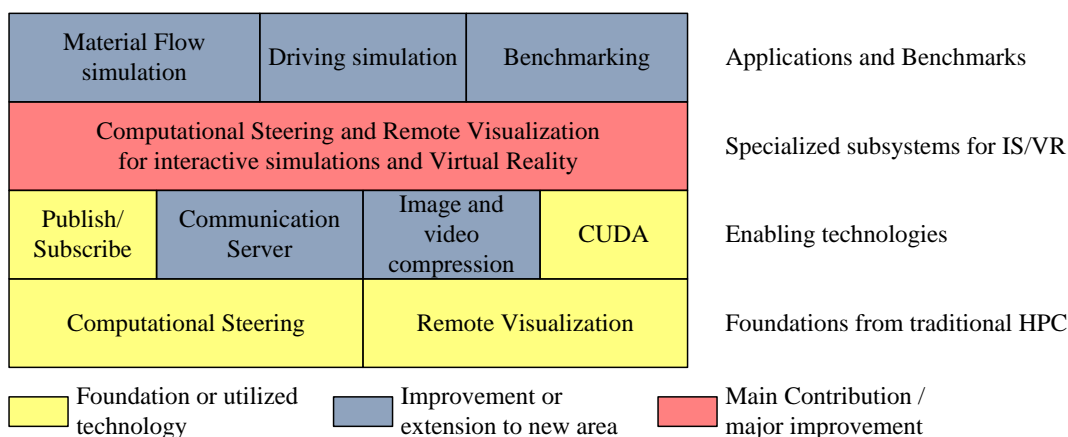 Material Flow
simulation
Driving simulation
Benchmarking
Applications and Benchmarks
Computational Steering and Remote Visualization
for interactive simulations and Virtual Reality
Specialized subsystems for IS/VR
Publish/
Subscribe
Communication
Server
Image and
video
compression
CUDA
Enabling technologies
Computational Steering
Remote Visualization
Foundations from traditional HPC
Foundation or utilized
technology
Improvement or
extension to new area
Main Contribution /
major improvement